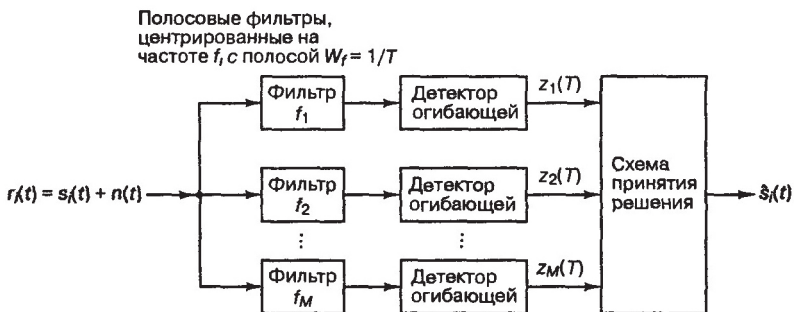 Полосовые фильтры,
центрированные на
частоте fᵢ с полосой Wf = 1/T
Фильтр
f₁
Детектор
огибающей
z₁(T)
rᵢ(t) = sᵢ(t) + n(t)
Фильтр
f₂
Детектор
огибающей
z₂(T)
Схема
принятия
решения
ŝᵢ(t)
Фильтр
f_M
Детектор
огибающей
z_M(T)